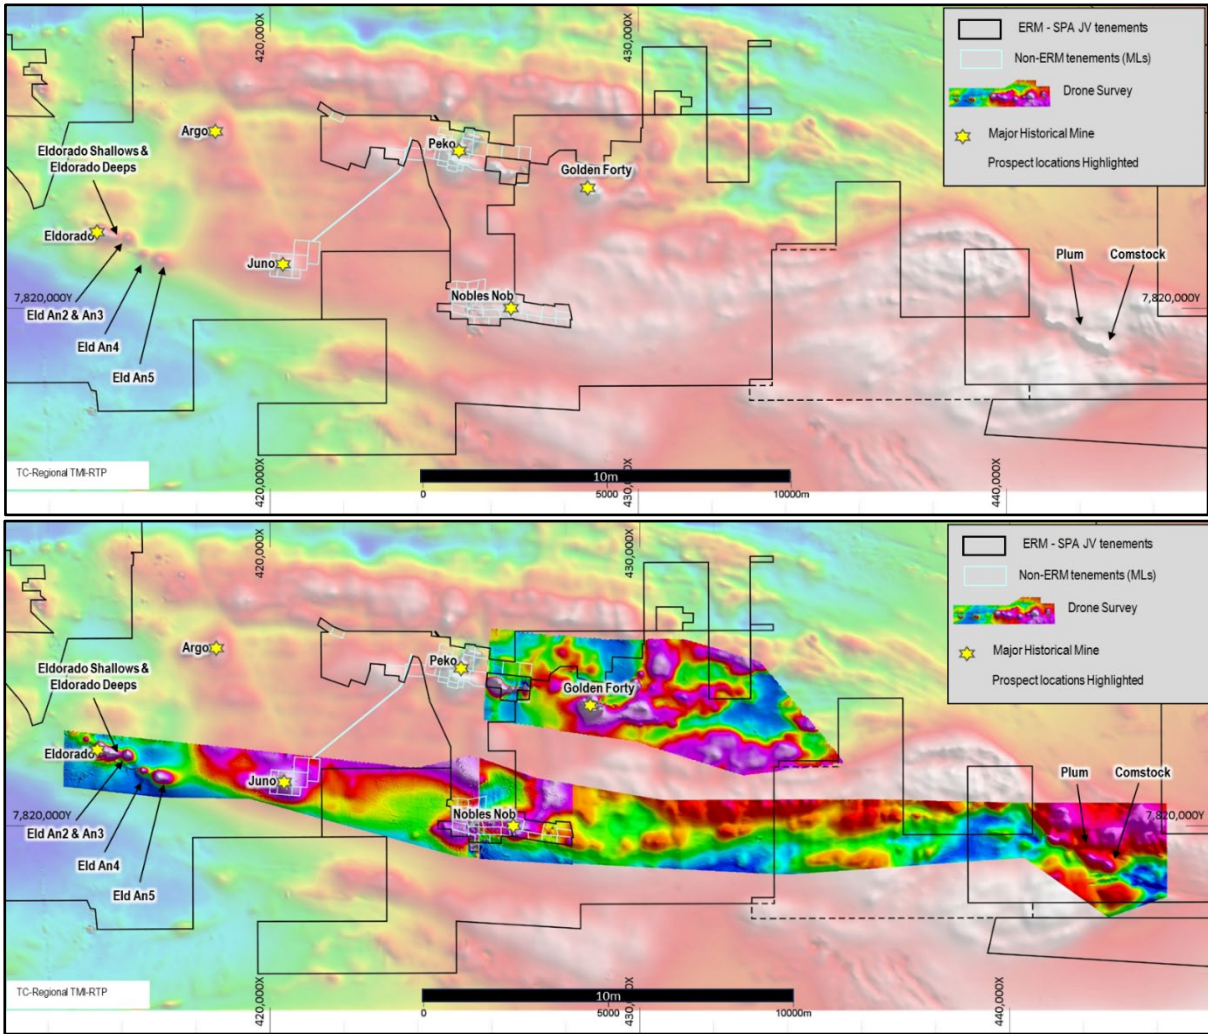 420,000X
430,000X
ERM - SPA JV tenements
Non-ERM tenements (MLs)
Drone Survey
Major Historical Mine
Prospect locations Highlighted
Argo
Peko
Eldorado Shallows &
Eldorado Deeps
Golden Forty
Eldorado
Juno
Plum
Comstock
7,820,000Y
Nobles Nob
7,820,000Y
Eld An2 & An3
Eld An4
Eld An5
TC-Regional TMI-RTP
10m
0
5000
10000m
420,000X
430,000X
440,000X
420,000X
430,000X
ERM - SPA JV tenements
Non-ERM tenements (MLs)
Drone Survey
Major Historical Mine
Prospect locations Highlighted
Argo
Peko
Eldorado Shallows &
Eldorado Deeps
Golden Forty
Eldorado
Juno
Plum
Comstock
7,820,000Y
Nobles Nob
7,820,000Y
Eld An2 & An3
Eld An4
Eld An5
TC-Regional TMI-RTP
10m
0
5000
10000m
420,000X
430,000X
440,000X